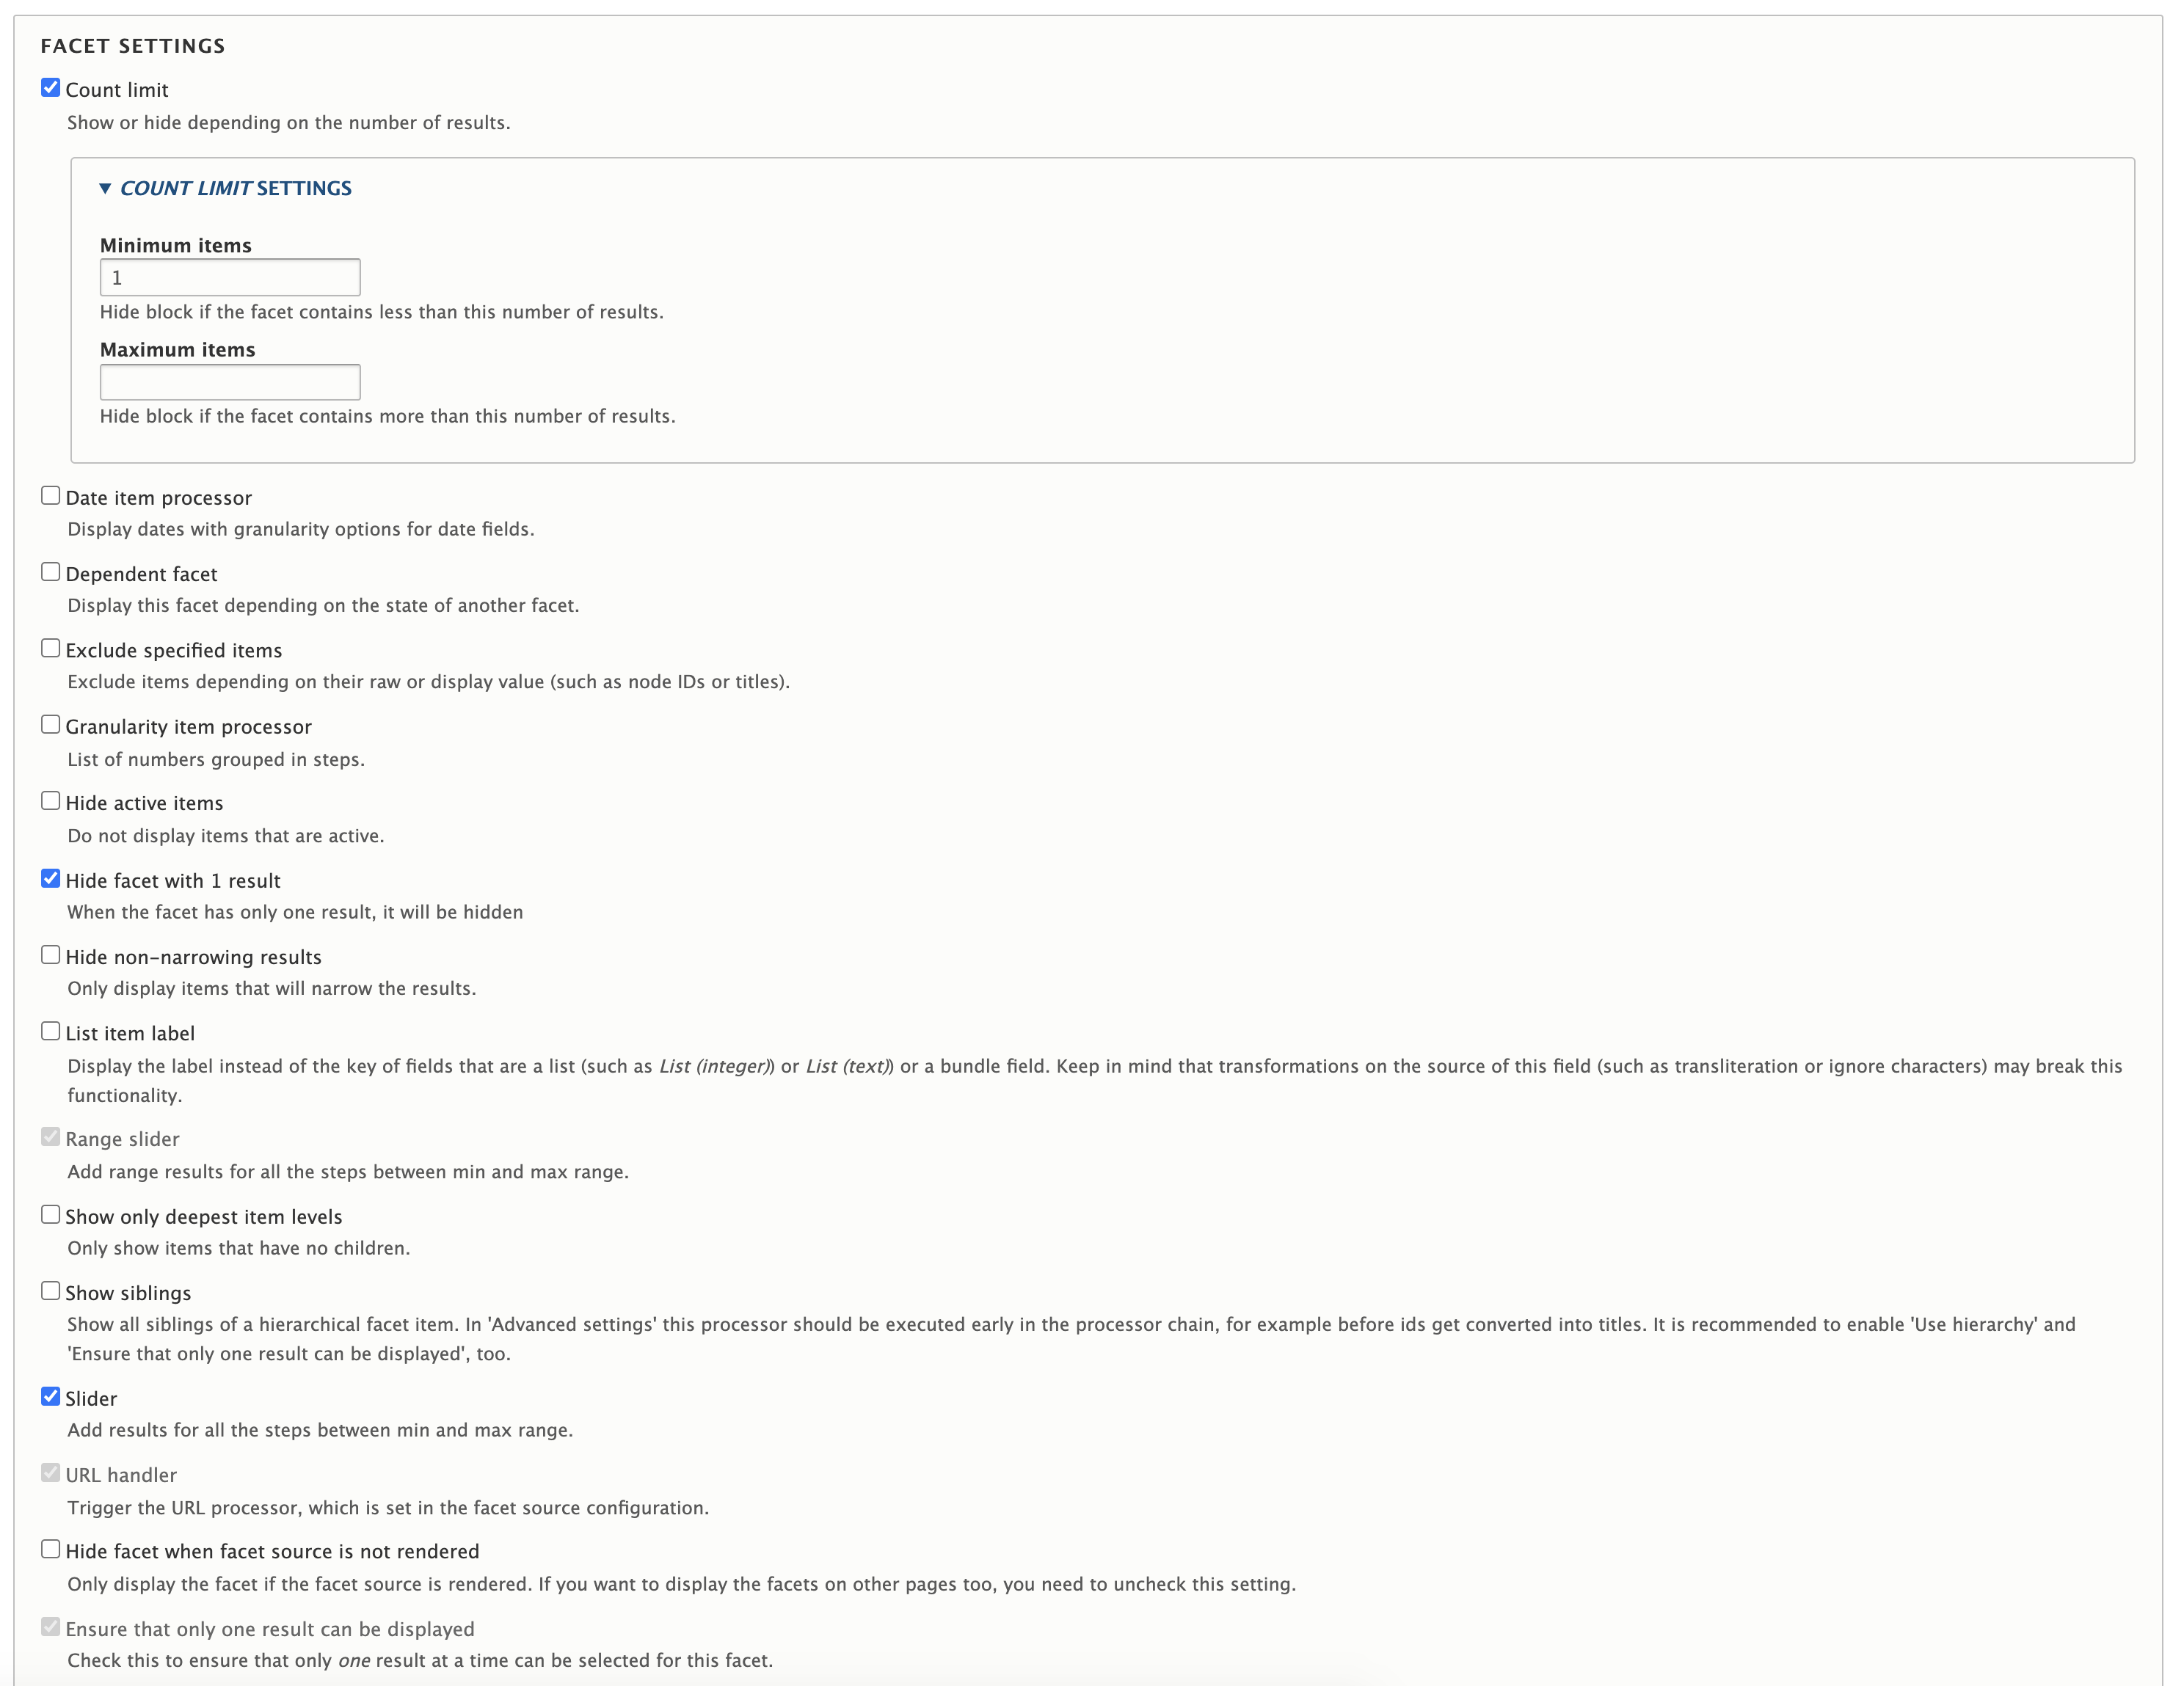 FACET SETTINGS
Count limit
Show or hide depending on the number of results.
COUNT LIMIT SETTINGS
Minimum items
1
Hide block if the facet contains less than this number of results.
Maximum items
Hide block if the facet contains more than this number of results.
Date item processor
Display dates with granularity options for date fields.
Dependent facet
Display this facet depending on the state of another facet.
Exclude specified items
Exclude items depending on their raw or display value (such as node IDs or titles).
Granularity item processor
List of numbers grouped in steps.
Hide active items
Do not display items that are active.
Hide facet with 1 result
When the facet has only one result, it will be hidden
Hide non-narrowing results
Only display items that will narrow the results.
List item label
Display the label instead of the key of fields that are a list (such as List (integer)) or List (text)) or a bundle field. Keep in mind that transformations on the source of this field (such as transliteration or ignore characters) may break this
functionality.
Range slider
Add range results for all the steps between min and max range.
Show only deepest item levels
Only show items that have no children.
Show siblings
Show all siblings of a hierarchical facet item. In 'Advanced settings' this processor should be executed early in the processor chain, for example before ids get converted into titles. It is recommended to enable 'Use hierarchy' and
'Ensure that only one result can be displayed', too.
Slider
Add results for all the steps between min and max range.
URL handler
Trigger the URL processor, which is set in the facet source configuration.
Hide facet when facet source is not rendered
Only display the facet if the facet source is rendered. If you want to display the facets on other pages too, you need to uncheck this setting.
Ensure that only one result can be displayed
Check this to ensure that only one result at a time can be selected for this facet.